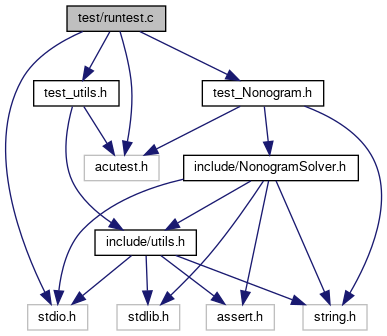 test/runtest.c
test_utils.h
test_Nonogram.h
acutest.h
include/NonogramSolver.h
include/utils.h
stdio.h
stdlib.h
assert.h
string.h